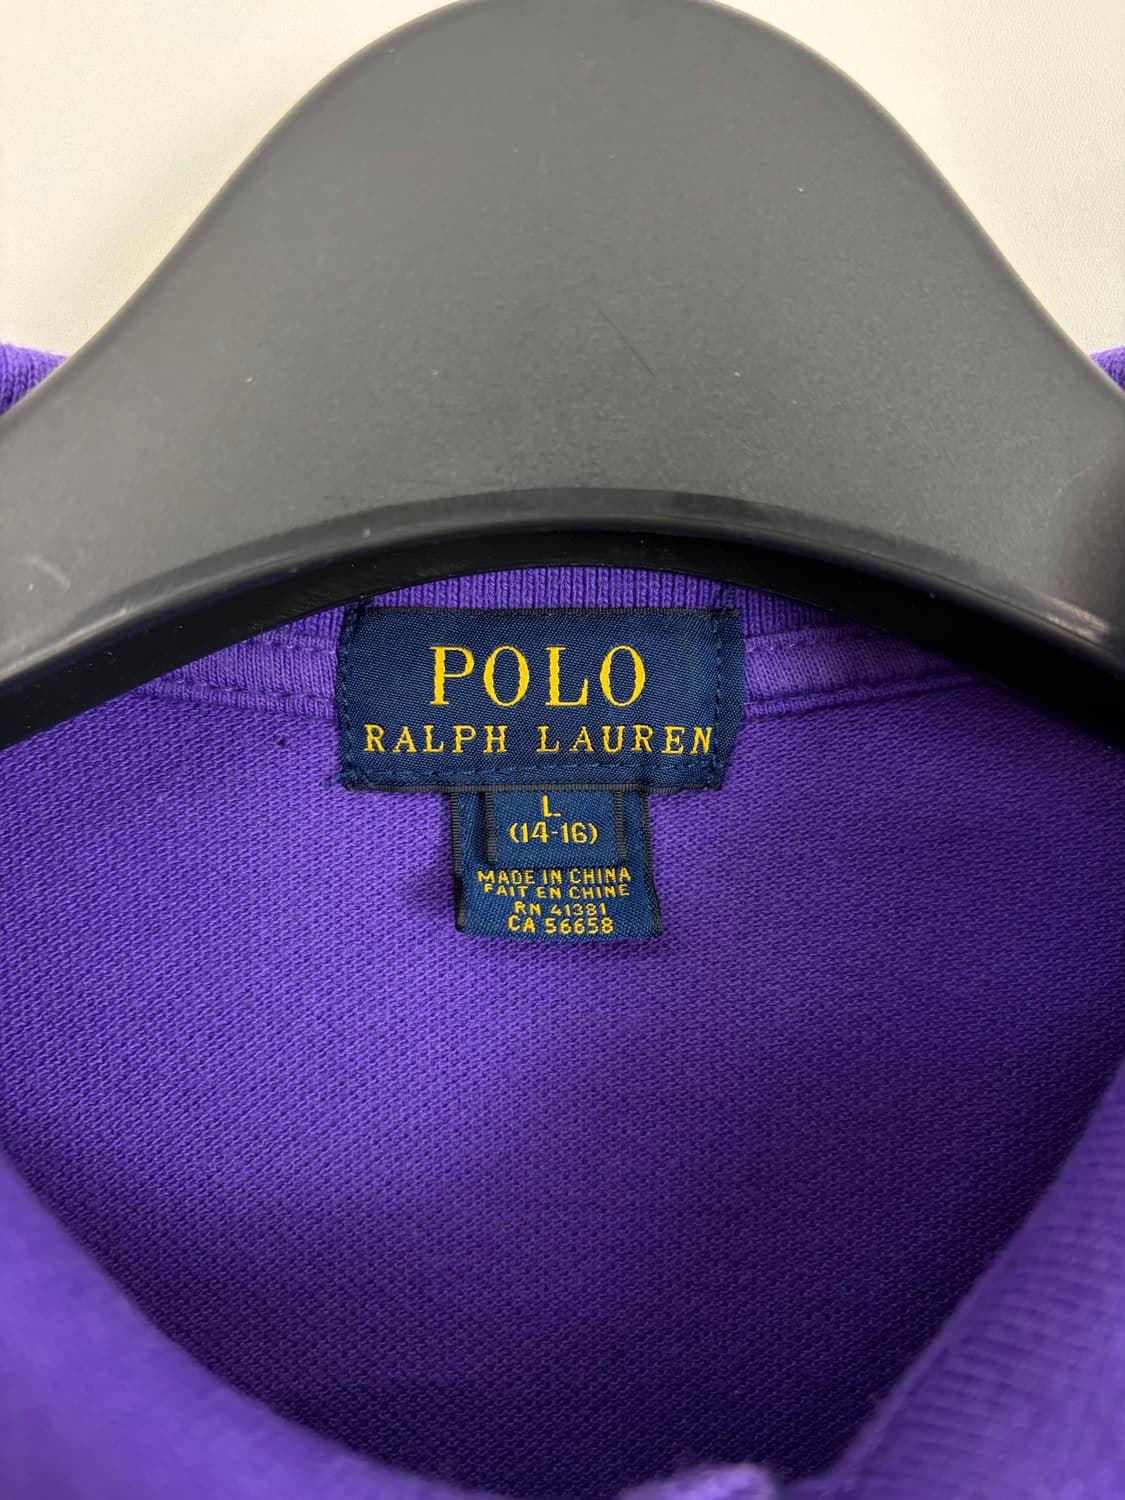 POLO
RALPH LAUREN
L
(14-16)
MADE IN CHINA
FAIT EN CHINE
RN 41381
CA 56658